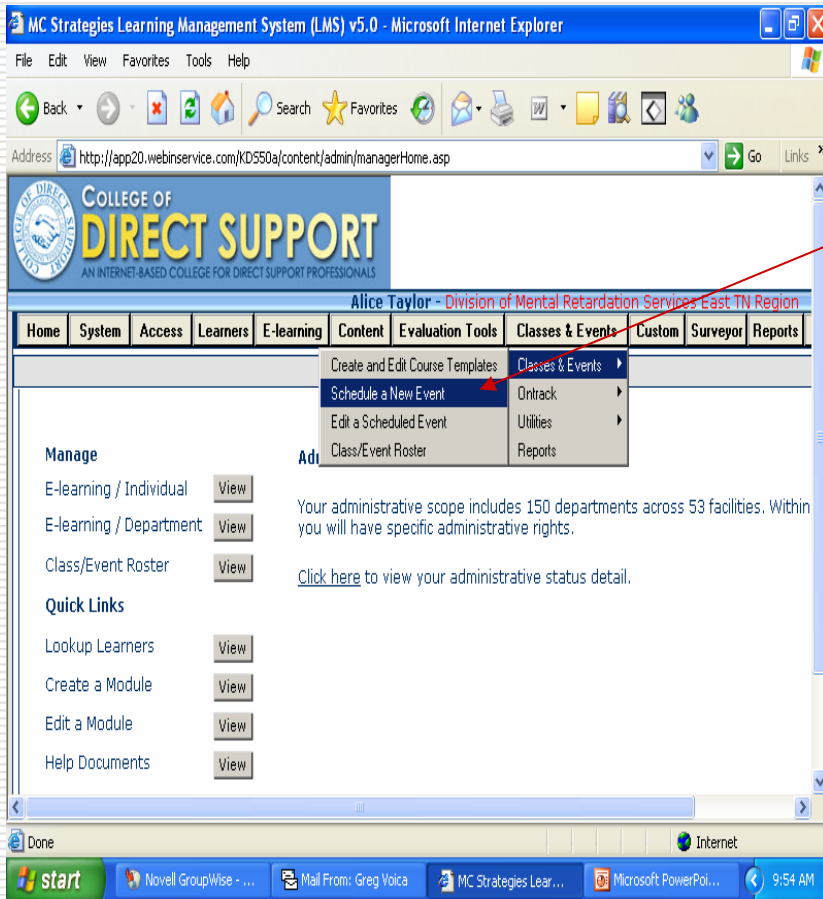 MC Strategies Learning Management System (LMS) v5.0 - Microsoft Internet Explorer
File Edit View Favorites Tools Help
Back Search Favorites
Address http://app20.webinservice.com/KDS50a/content/admin/managerHome.asp Go Links »
COLLEGE OF
DIRECT SUPPORT
AN INTERNET-BASED COLLEGE FOR DIRECT SUPPORT PROFESSIONALS
Alice Taylor - Division of Mental Retardation Services East TN Region
Home System Access Learners E-learning Content Evaluation Tools Classes & Events Custom Surveyor Reports
Create and Edit Course Templates Classes & Events
Schedule a New Event Ontrack
Edit a Scheduled Event Utilities
Class/Event Roster Reports
Manage
E-learning / Individual View
E-learning / Department View
Class/Event Roster View
Quick Links
Lookup Learners View
Create a Module View
Edit a Module View
Help Documents View
Your administrative scope includes 150 departments across 53 facilities. Within
you will have specific administrative rights.
Click here to view your administrative status detail.
Done Internet
start Novell GroupWise - ... Mail From: Greg Voica MC Strategies Lear... Microsoft PowerPoi... 9:54 AM